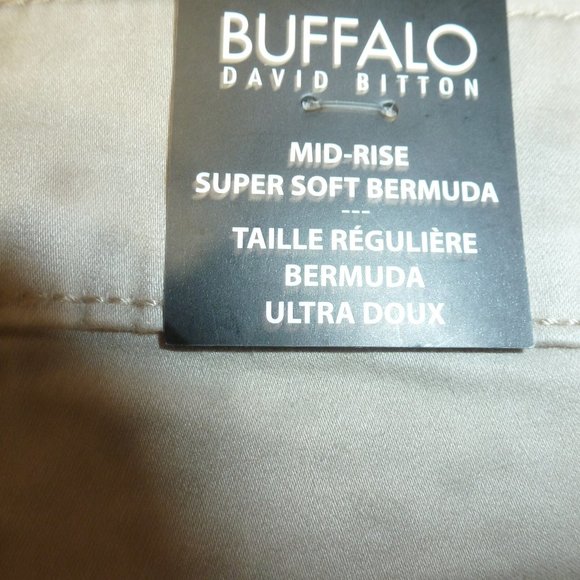 BUFFALO
DAVID BITTON
MID-RISE
SUPER SOFT BERMUDA
---
TAILLE RÉGULIÈRE
BERMUDA
ULTRA DOUX